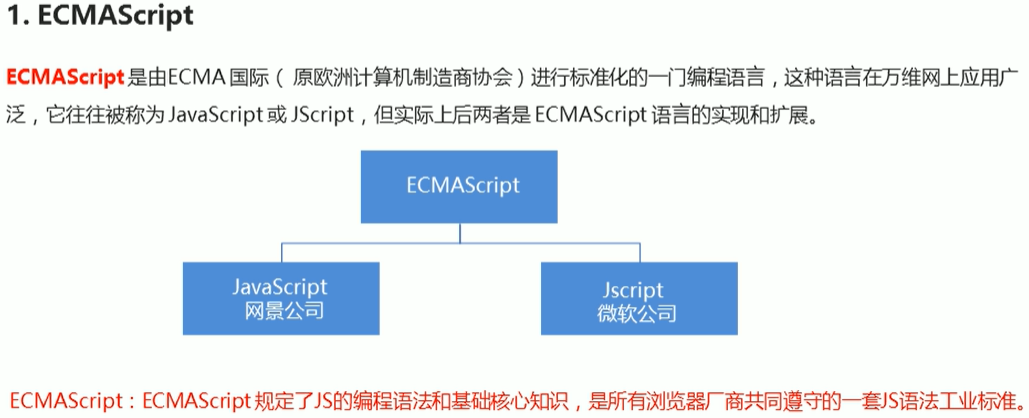 1. ECMAScript
ECMAScript 是由ECMA 国际（ 原欧洲计算机制造商协会）进行标准化的一门编程语言，这种语言在万维网上应用广
泛，它往往被称为 JavaScript 或 JScript，但实际上后两者是 ECMAScript 语言的实现和扩展。
ECMAScript
JavaScript
网景公司
Jscript
微软公司
ECMAScript：ECMAScript 规定了JS的编程语法和基础核心知识，是所有浏览器厂商共同遵守的一套JS语法工业标准。